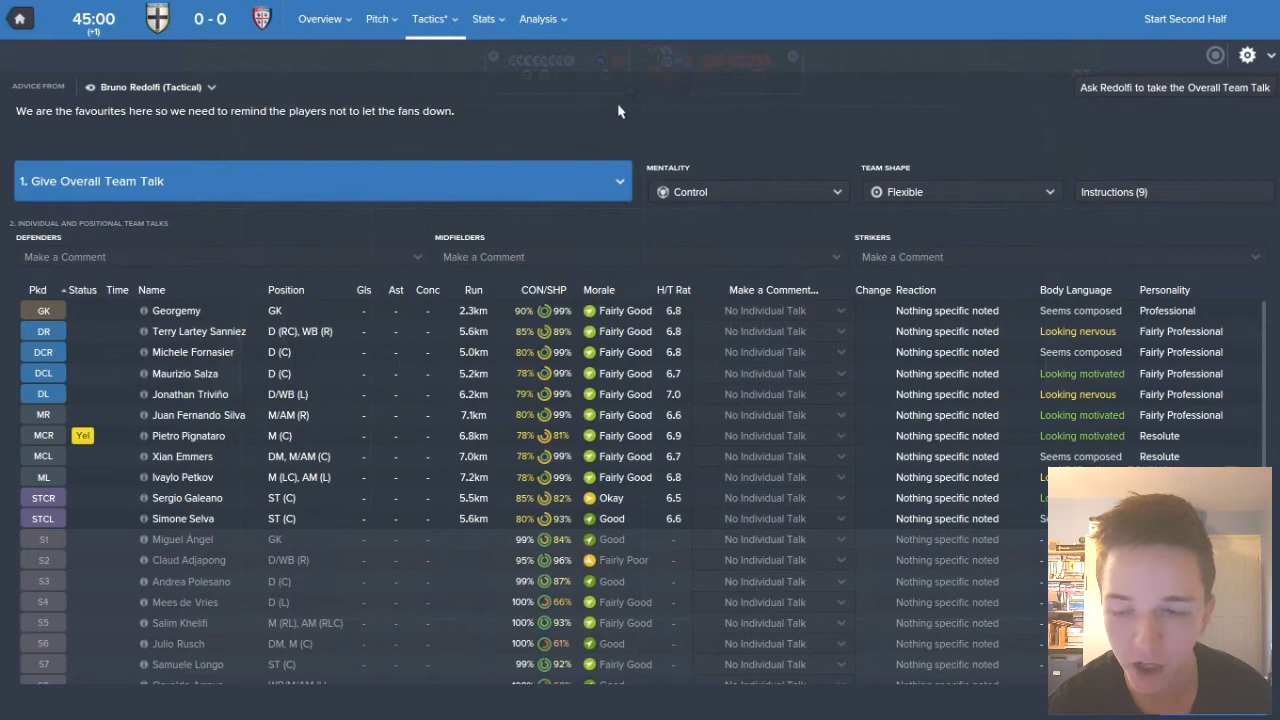 45:00
(+1)
0 - 0
Overview
Pitch
Tactics*
Stats
Analysis
Start Second Half
ADVICE FROM
Bruno Redolfi (Tactical)
Ask Redolfi to take the Overall Team Talk
We are the favourites here so we need to remind the players not to let the fans down.
1. Give Overall Team Talk
MENTALITY
Control
TEAM SHAPE
Flexible
Instructions (9)
2. INDIVIDUAL AND POSITIONAL TEAM TALKS
DEFENDERS MIDFIELDERS STRIKERS
Make a Comment Make a Comment Make a Comment
Pkd Status Time Name Position Gls Ast Conc Run CON/SHP Morale H/T Rat Make a Comment... Change Reaction Body Language Personality
GK Georgemy GK - - - 2.3km 90% 99% Fairly Good 6.8 No Individual Talk Nothing specific noted Seems composed Professional
DR Terry Lartey Sanniez D (RC), WB (R) - - - 5.6km 85% 89% Fairly Good 6.8 No Individual Talk Nothing specific noted Looking nervous Fairly Professional
DCR Michele Fornasier D (C) - - - 5.0km 80% 99% Fairly Good 6.8 No Individual Talk Nothing specific noted Seems composed Fairly Professional
DCL Maurizio Salza D (C) - - - 5.2km 78% 99% Fairly Good 6.7 No Individual Talk Nothing specific noted Looking motivated Fairly Professional
DL Jonathan Triviño D/WB (L) - - - 6.2km 79% 99% Fairly Good 7.0 No Individual Talk Nothing specific noted Looking nervous Fairly Professional
MR Juan Fernando Silva M/AM (R) - - - 7.1km 80% 99% Fairly Good 6.6 No Individual Talk Nothing specific noted Looking motivated Fairly Professional
MCR Yel Pietro Pignataro M (C) - - - 6.8km 78% 81% Fairly Good 6.9 No Individual Talk Nothing specific noted Looking motivated Resolute
MCL Xian Emmers DM, M/AM (C) - - - 7.0km 78% 99% Fairly Good 6.7 No Individual Talk Nothing specific noted Seems composed Resolute
ML Ivaylo Petkov M (LC), AM (L) - - - 7.2km 78% 99% Fairly Good 6.8 No Individual Talk Nothing specific noted
STCR Sergio Galeano ST (C) - - - 5.5km 85% 82% Okay 6.5 No Individual Talk Nothing specific noted
STCL Simone Selva ST (C) - - - 5.6km 80% 93% Good 6.6 No Individual Talk Nothing specific noted
S1 Miguel Ángel GK - - - 99% 84% Good - No Individual Talk Nothing specific noted -
S2 Claud Adjapong D/WB (R) - - - 95% 96% Fairly Poor - No Individual Talk Nothing specific noted -
S3 Andrea Polesano D (C) - - - 99% 87% Good - No Individual Talk Nothing specific noted -
S4 Mees de Vries D (L) - - - 100% 66% Fairly Good - No Individual Talk Nothing specific noted -
S5 Salim Khelifi M (RL), AM (RLC) - - - 100% 93% Fairly Good - No Individual Talk Nothing specific noted -
S6 Julio Rusch DM, M (C) - - - 100% 61% Good - No Individual Talk Nothing specific noted -
S7 Samuele Longo ST (C) - - - 99% 92% Fairly Good - No Individual Talk Nothing specific noted -